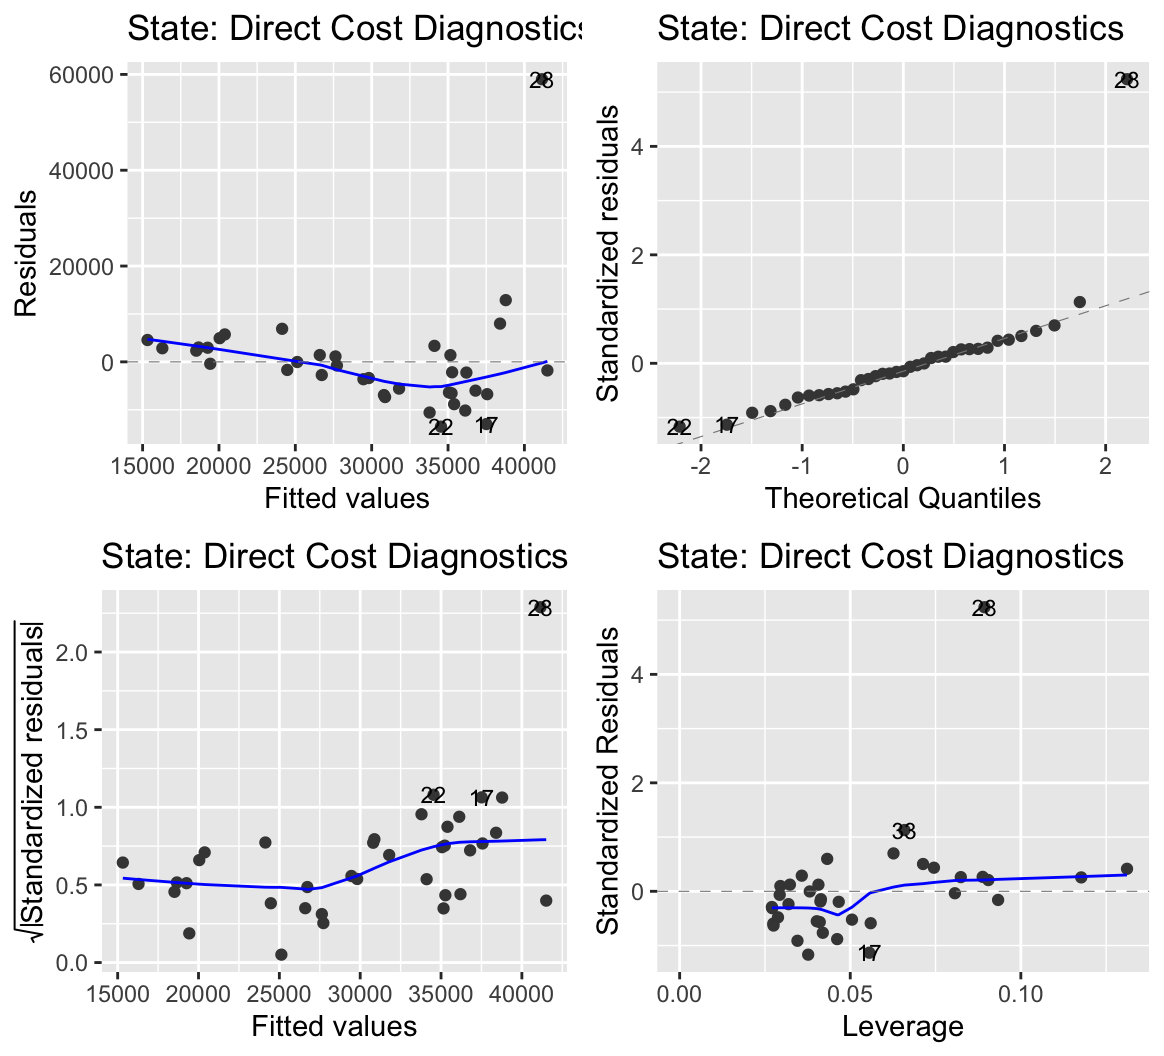 State: Direct Cost Diagnostics
60000
40000
20000
0
Residuals
28
22
17
15000 20000 25000 30000 35000 40000
Fitted values
State: Direct Cost Diagnostics
4
2
0
Standardized residuals
28
22
17
-2 -1 0 1 2
Theoretical Quantiles
State: Direct Cost Diagnostics
2.0
1.5
1.0
0.5
0.0
√|Standardized residuals|
28
22
17
15000 20000 25000 30000 35000 40000
Fitted values
State: Direct Cost Diagnostics
4
2
0
Standardized Residuals
28
33
17
0.00 0.05 0.10
Leverage